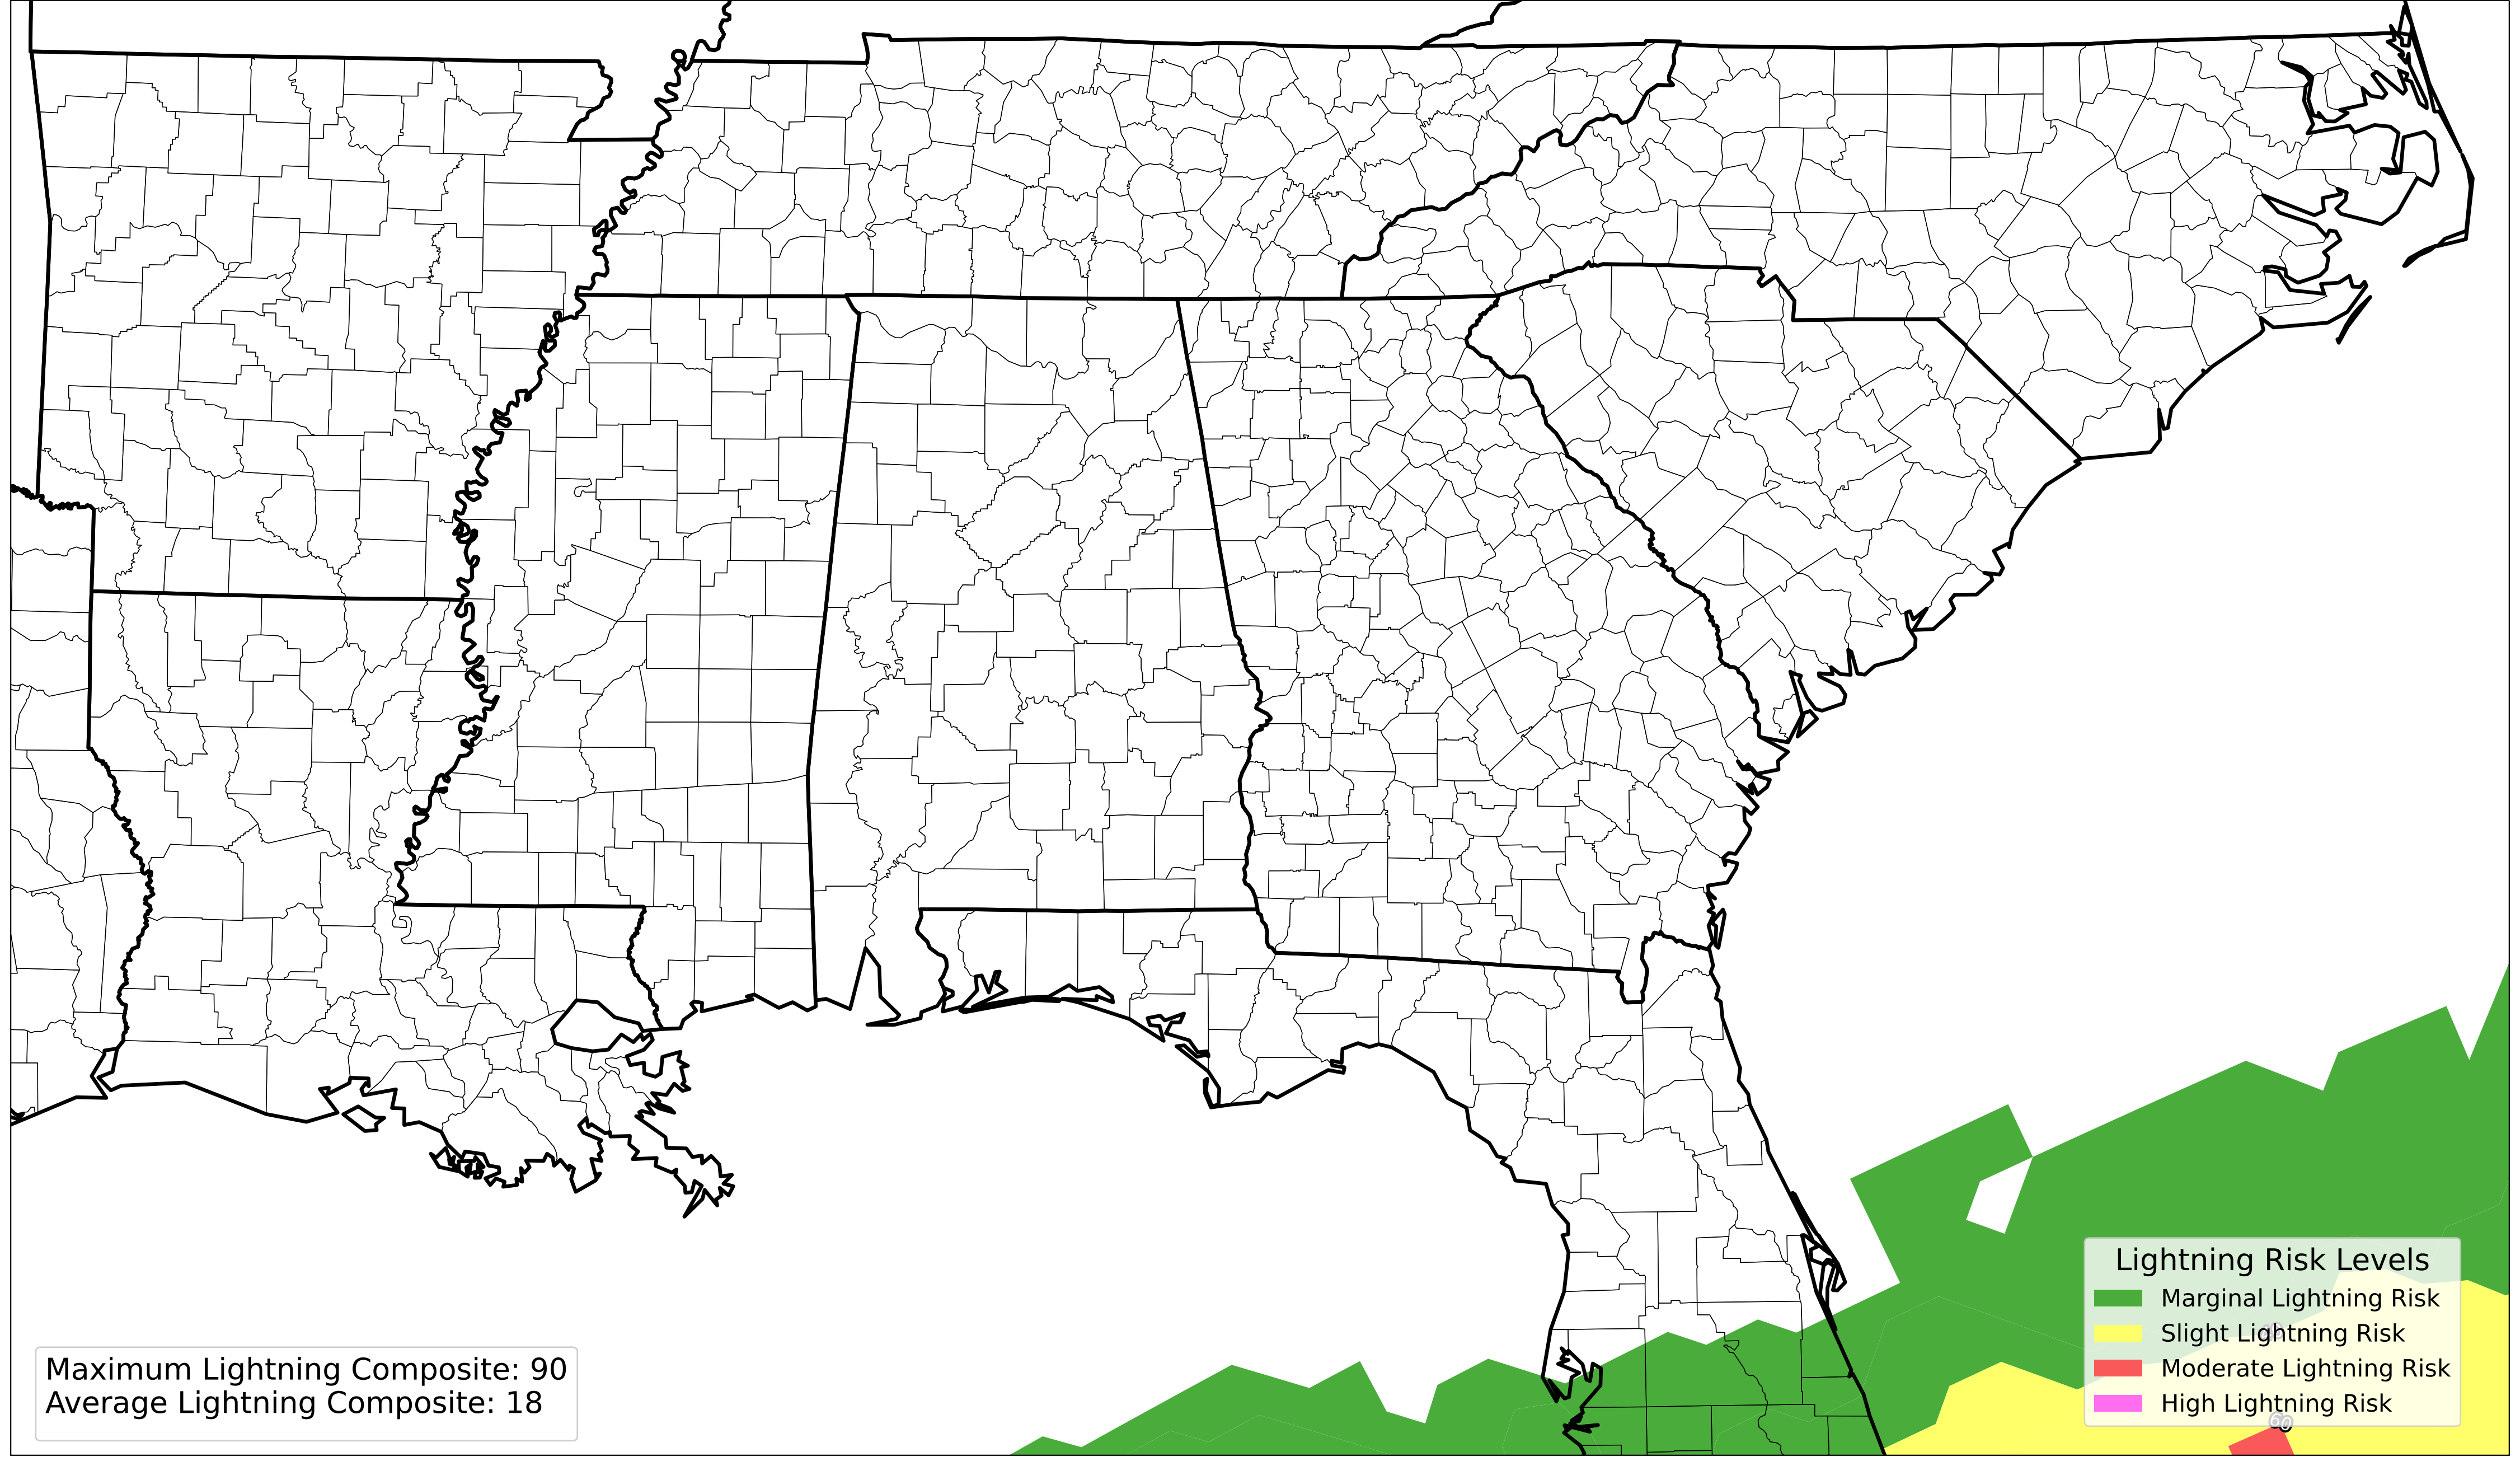 Maximum Lightning Composite: 90
Average Lightning Composite: 18
Lightning Risk Levels
Marginal Lightning Risk
Slight Lightning Risk
Moderate Lightning Risk
High Lightning Risk
60